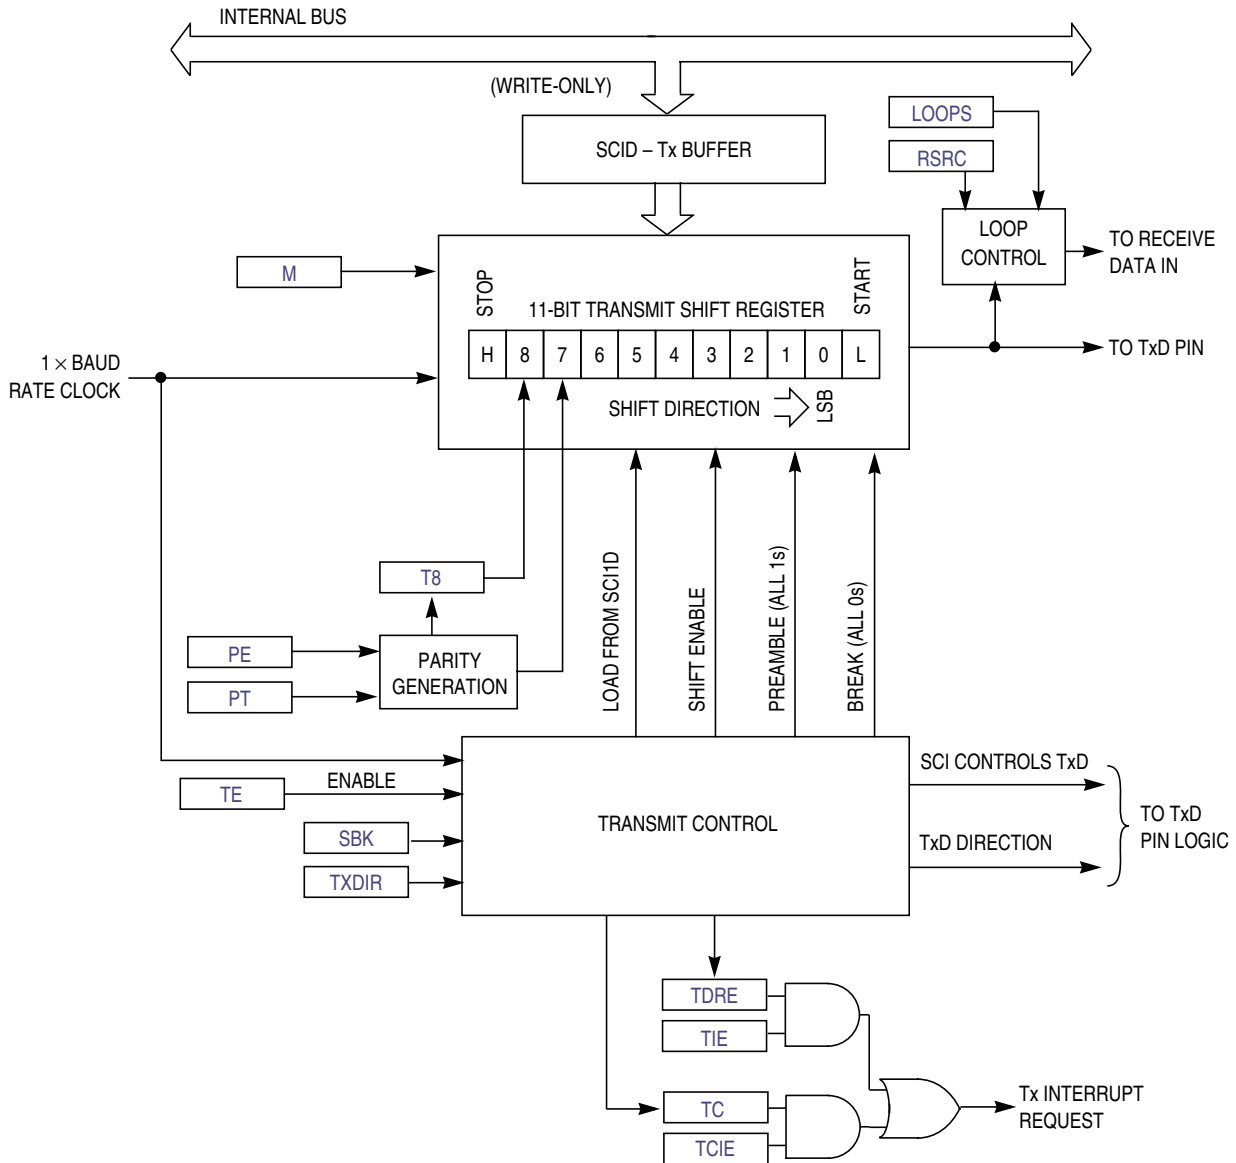 INTERNAL BUS
(WRITE-ONLY)
SCID – Tx BUFFER
LOOPS
RSRC
LOOP
CONTROL
TO RECEIVE
DATA IN
M
STOP
11-BIT TRANSMIT SHIFT REGISTER
START
H 8 7 6 5 4 3 2 1 0 L
TO TxD PIN
1 × BAUD
RATE CLOCK
SHIFT DIRECTION
LSB
T8
PE
PT
PARITY
GENERATION
LOAD FROM SCI1D
SHIFT ENABLE
PREAMBLE (ALL 1s)
BREAK (ALL 0s)
TE
ENABLE
SBK
TXDIR
TRANSMIT CONTROL
SCI CONTROLS TxD
TxD DIRECTION
TO TxD
PIN LOGIC
TDRE
TIE
TC
TCIE
Tx INTERRUPT
REQUEST